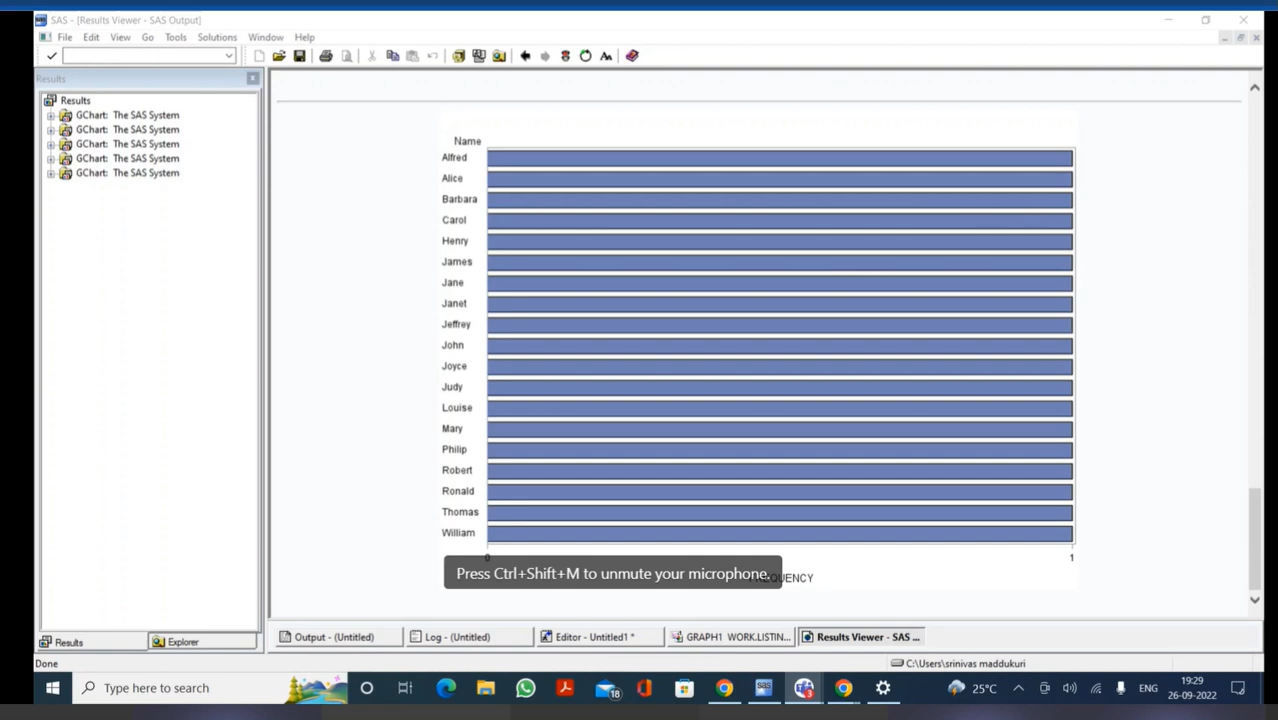 SAS - [Results Viewer - SAS Output]
File Edit View Go Tools Solutions Window Help
Results
Results
GChart: The SAS System
GChart: The SAS System
GChart: The SAS System
GChart: The SAS System
GChart: The SAS System
Name
Alfred
Alice
Barbara
Carol
Henry
James
Jane
Janet
Jeffrey
John
Joyce
Judy
Louise
Mary
Philip
Robert
Ronald
Thomas
William
0 1
Press Ctrl+Shift+M to unmute your microphone.
FREQUENCY
Results Explorer
Output - (Untitled) Log - (Untitled) Editor - Untitled1 * GRAPH1 WORK.LISTIN... Results Viewer - SAS ...
Done C:\Users\srinivas maddukuri
Type here to search 18 sas 3 25°C ENG 19:29
26-09-2022